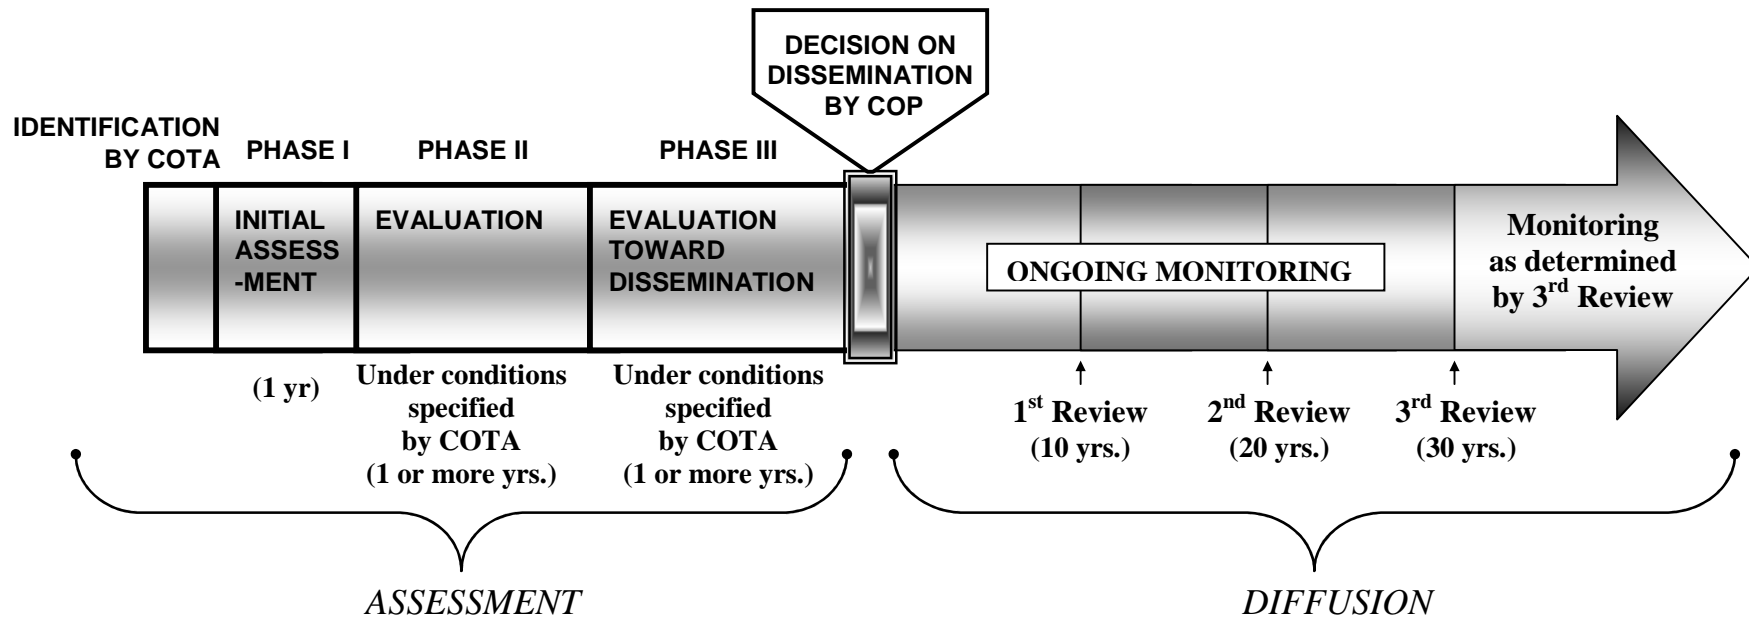 DECISION ON
DISSEMINATION
BY COP
IDENTIFICATION
BY COTA
PHASE I
PHASE II
PHASE III
INITIAL
ASSESS
-MENT
EVALUATION
EVALUATION
TOWARD
DISSEMINATION
ONGOING MONITORING
Monitoring
as determined
by 3rd Review
(1 yr)
Under conditions
specified
by COTA
(1 or more yrs.)
Under conditions
specified
by COTA
(1 or more yrs.)
1st Review
(10 yrs.)
2nd Review
(20 yrs.)
3rd Review
(30 yrs.)
ASSESSMENT
DIFFUSION